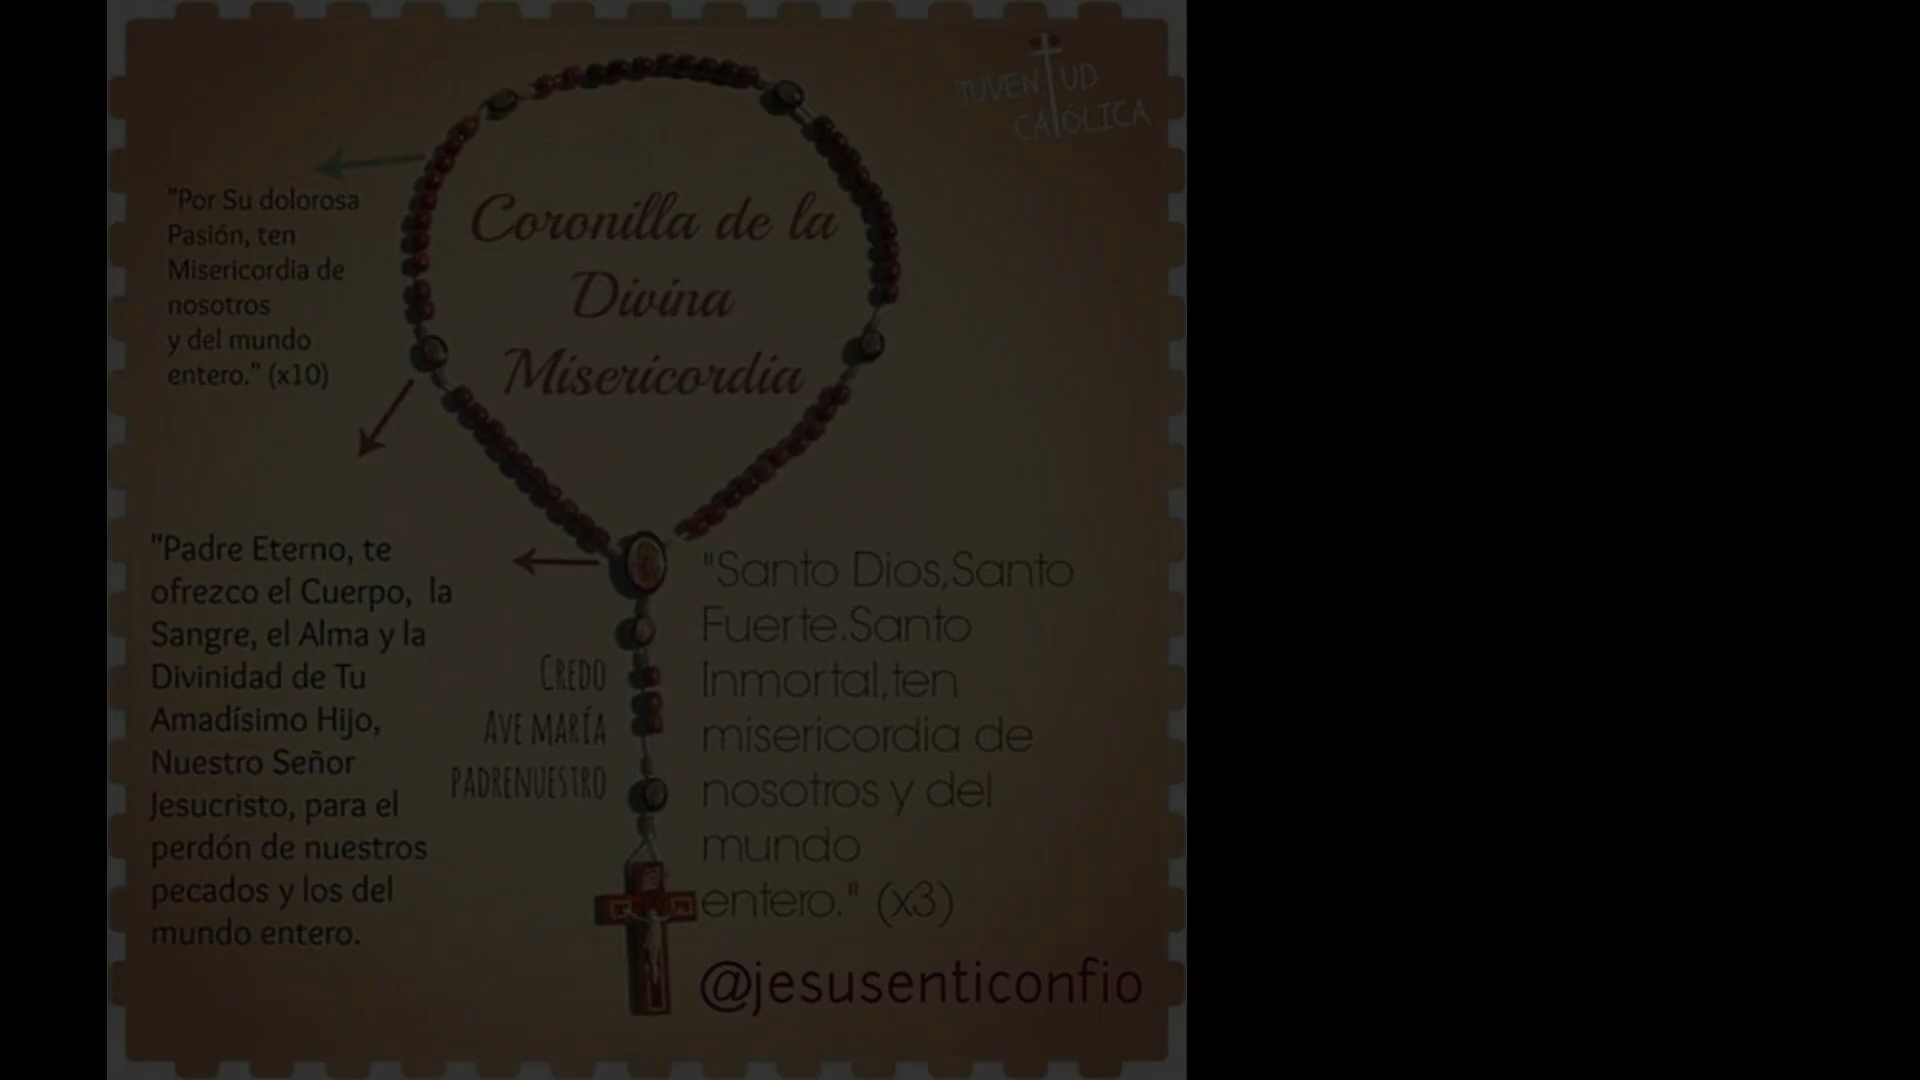 JUVENTUD
CATÓLICA
Coronilla de la
Divina
Misericordia
"Por Su dolorosa
Pasión, ten
Misericordia de
nosotros
y del mundo
entero." (x10)
"Padre Eterno, te
ofrezco el Cuerpo, la
Sangre, el Alma y la
Divinidad de Tu
Amadísimo Hijo,
Nuestro Señor
Jesucristo, para el
perdón de nuestros
pecados y los del
mundo entero.
CREDO
AVE MARÍA
PADRENUESTRO
"Santo Dios,Santo
Fuerte.Santo
Inmortal,ten
misericordia de
nosotros y del
mundo
entero." (x3)
@jesusenticonfio